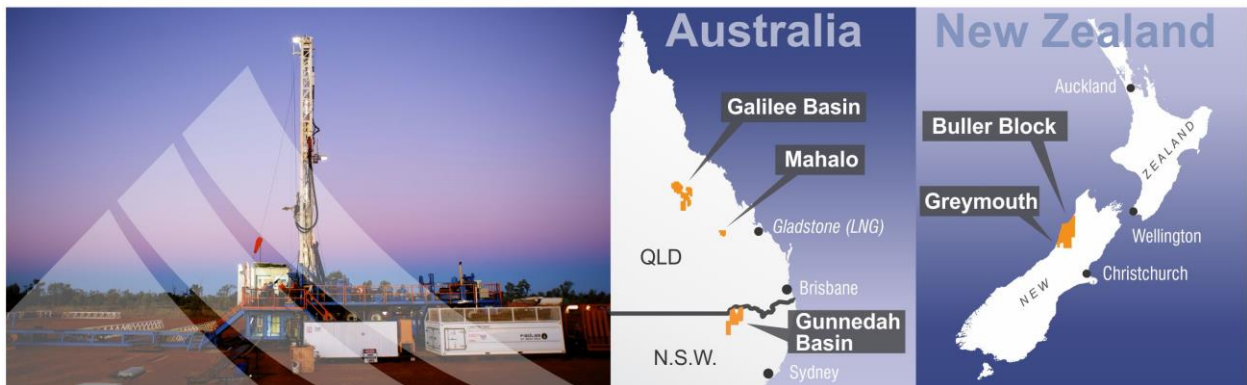 Australia
Galilee Basin
Mahalo
Gladstone (LNG)
QLD
Brisbane
Gunnedah
Basin
N.S.W.
Sydney
New Zealand
Auckland
Buller Block
ZEALAND
Greymouth
Wellington
Christchurch
NEW